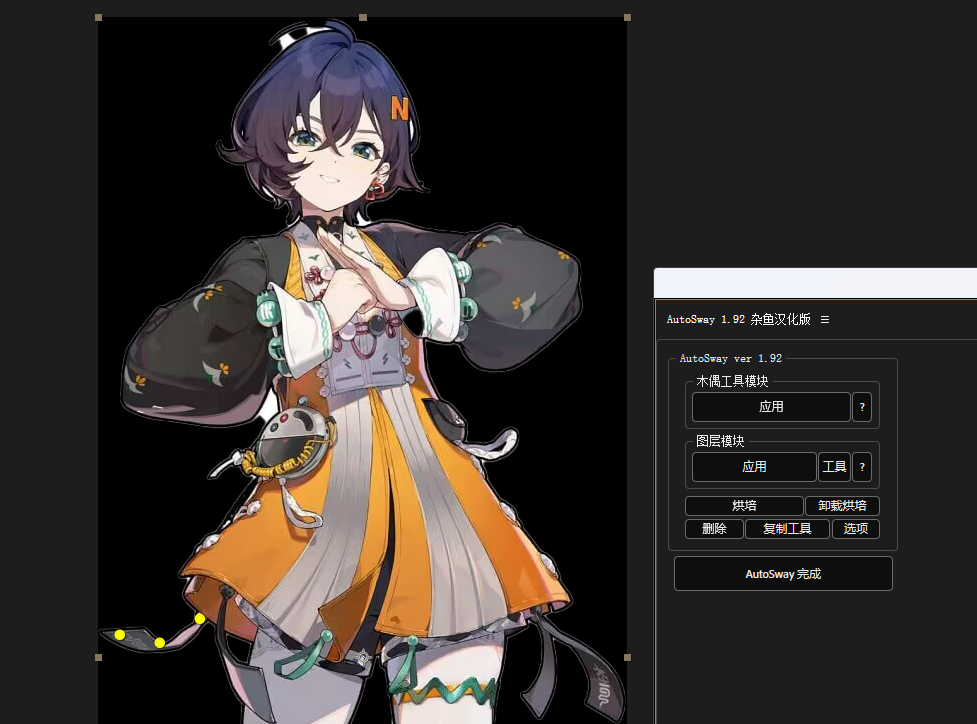 N
AutoSway 1.92 杂鱼汉化版 ☰
AutoSway ver 1.92
木偶工具模块
应用 ?
图层模块
应用 工具 ?
烘培 卸载烘培
删除 复制工具 选项
AutoSway 完成